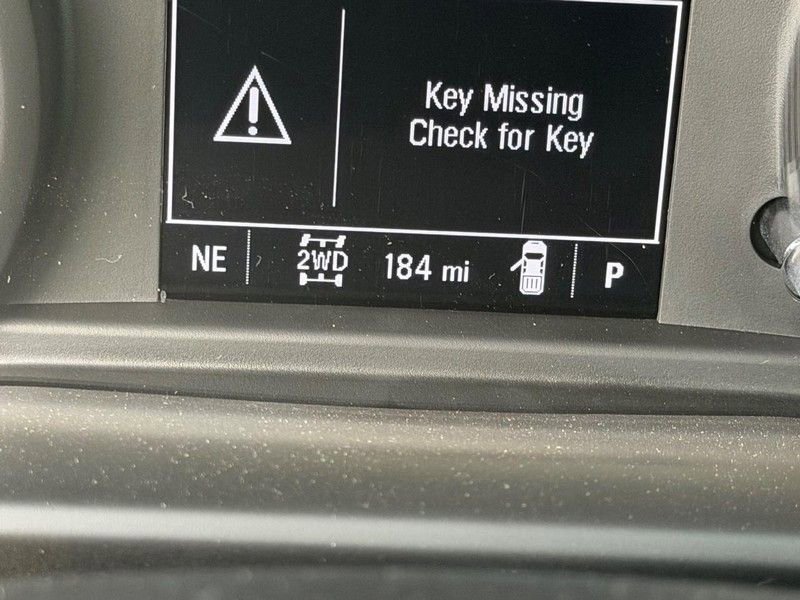 Key Missing
Check for Key
NE 2WD 184 mi P